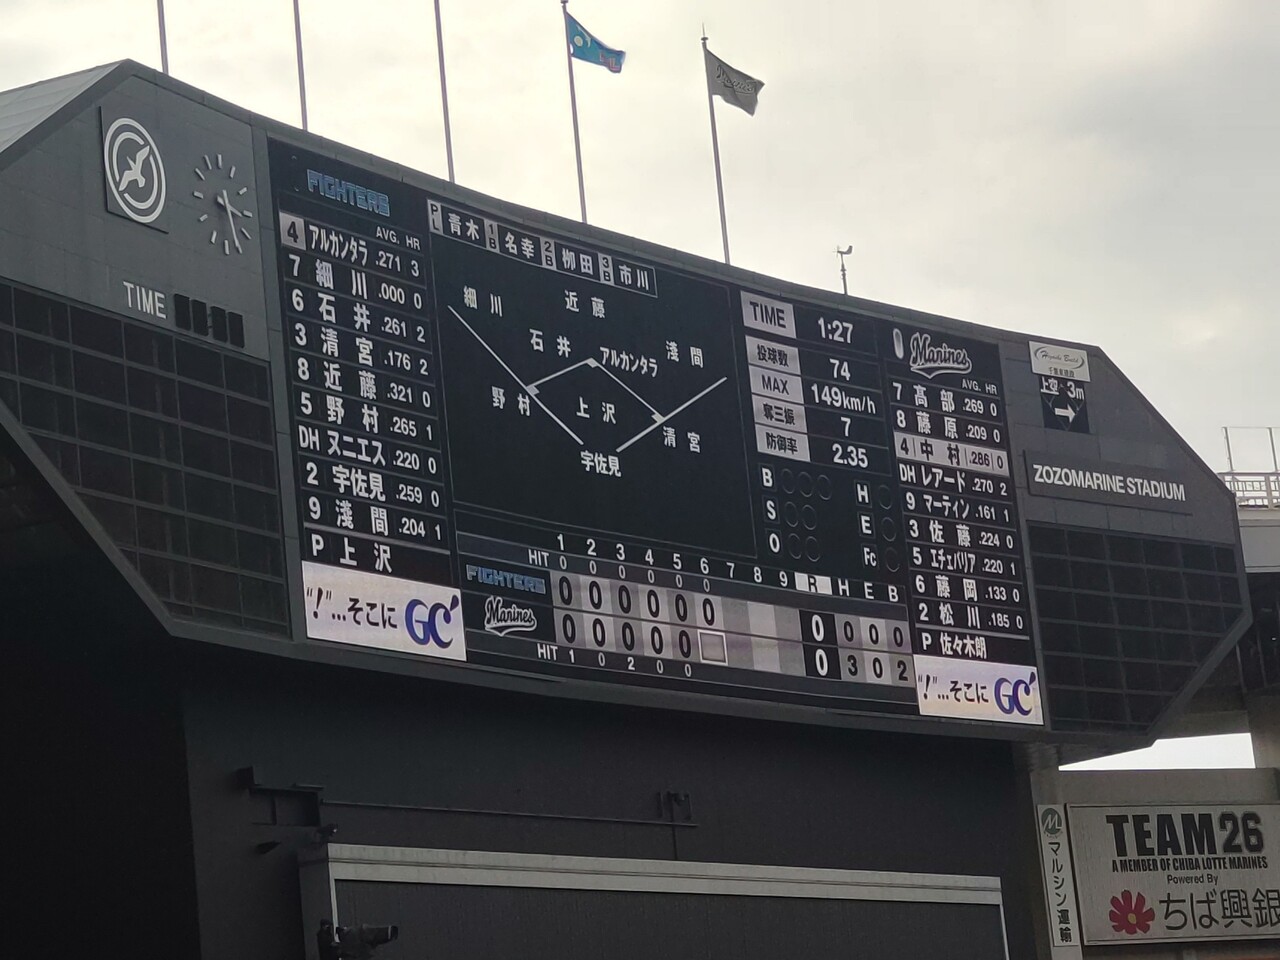 FIGHTERS
AVG. HR
4 アルカンタラ .271 3
7 細川 .000 0
6 石井 .261 2
3 清宮 .176 2
8 近藤 .321 0
5 野村 .265 1
DH ヌニエス .220 0
2 宇佐見 .259 0
9 淺間 .204 1
P 上沢
"!"...そこに GC'
TIME
PL 青木 1B 名幸 2B 栁田 3B 市川
細川 近藤
石井 アルカンタラ 淺間
野村 上沢 清宮
宇佐見
TIME 1:27
投球数 74
MAX 149km/h
奪三振 7
防御率 2.35
B H
S E
O Fc
1 2 3 4 5 6 7 8 9 R H E B
HIT 0 0 0 0 0 0
FIGHTERS 0 0 0 0 0 0 0 0 0 0
Marines 0 0 0 0 0 0 3 0 2
HIT 1 0 2 0 0
Marines
AVG. HR
7 髙部 .269 0
8 藤原 .209 0
4 中村 .286 0
DH レアード .270 2
9 マーティン .161 1
3 佐藤 .224 0
5 エチェバリア .220 1
6 藤岡 .133 0
2 松川 .185 0
P 佐々木朗
"!"...そこに GC'
上空 3m
ZOZOMARINE STADIUM
マルシン運輸
TEAM26
A MEMBER OF CHIBA LOTTE MARINES
Powered By
ちば興銀